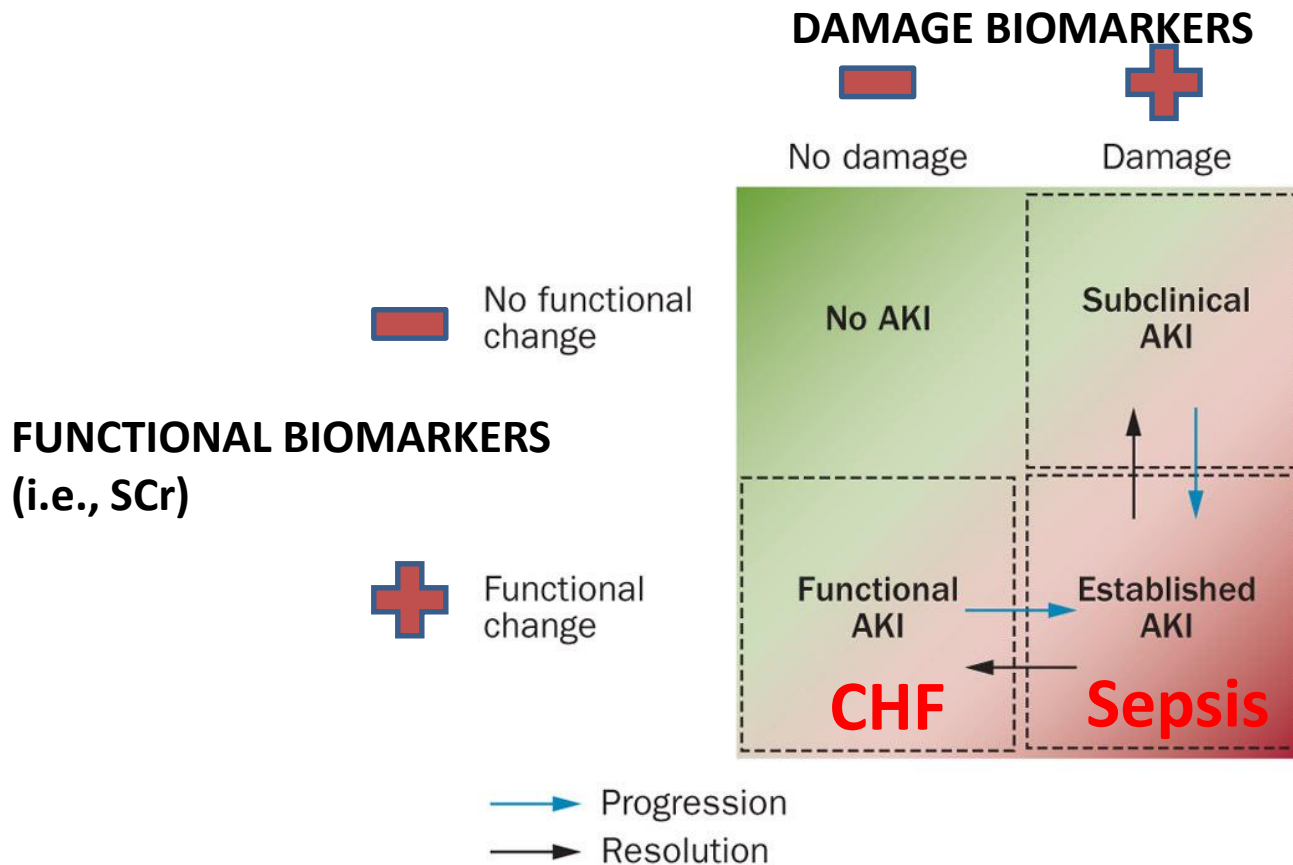 DAMAGE BIOMARKERS
No damage
Damage
No functional
change
No AKI
Subclinical
AKI
FUNCTIONAL BIOMARKERS
(i.e., SCr)
Functional
change
Functional
AKI
Established
AKI
CHF
Sepsis
Progression
Resolution